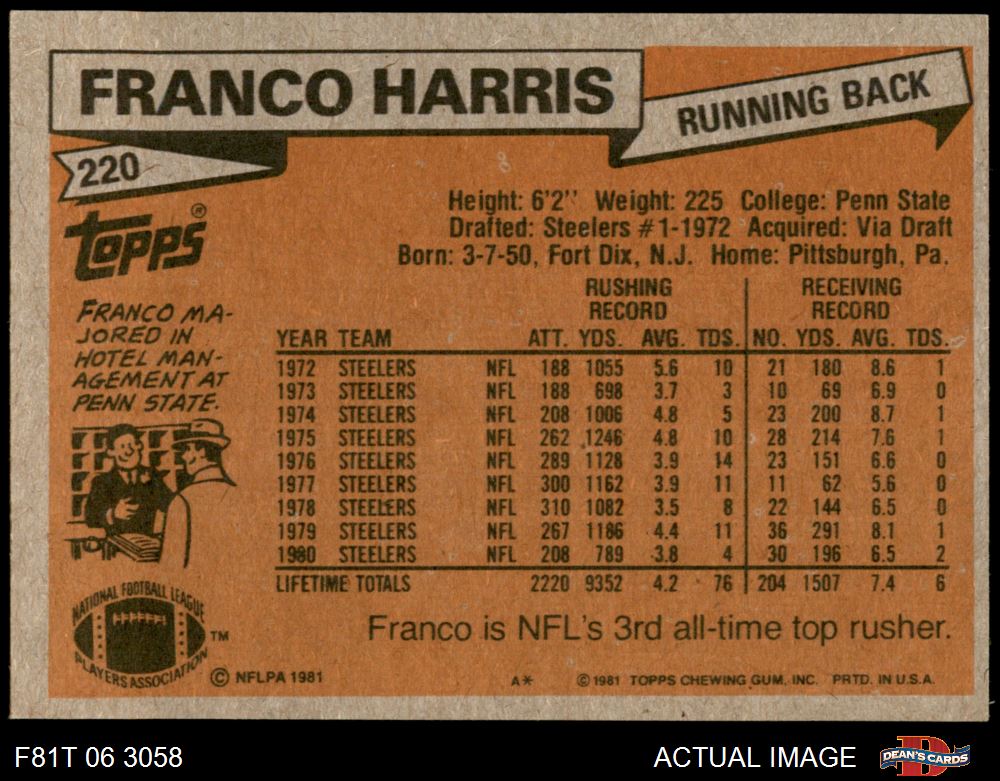 FRANCO HARRIS
RUNNING BACK
220
TOPPS®
Height: 6'2'' Weight: 225 College: Penn State
Drafted: Steelers #1-1972 Acquired: Via Draft
Born: 3-7-50, Fort Dix, N.J. Home: Pittsburgh, Pa.
FRANCO MA-
JORED IN
HOTEL MAN-
AGEMENT AT
PENN STATE.
RUSHING RECEIVING
RECORD RECORD
YEAR TEAM ATT. YDS. AVG. TDS. NO. YDS. AVG. TDS.
1972 STEELERS NFL 188 1055 5.6 10 21 180 8.6 1
1973 STEELERS NFL 188 698 3.7 3 10 69 6.9 0
1974 STEELERS NFL 208 1006 4.8 5 23 200 8.7 1
1975 STEELERS NFL 262 1246 4.8 10 28 214 7.6 1
1976 STEELERS NFL 289 1128 3.9 14 23 151 6.6 0
1977 STEELERS NFL 300 1162 3.9 11 11 62 5.6 0
1978 STEELERS NFL 310 1082 3.5 8 22 144 6.5 0
1979 STEELERS NFL 267 1186 4.4 11 36 291 8.1 1
1980 STEELERS NFL 208 789 3.8 4 30 196 6.5 2
LIFETIME TOTALS 2220 9352 4.2 76 204 1507 7.4 6
Franco is NFL's 3rd all-time top rusher.
NATIONAL FOOTBALL LEAGUE
PLAYERS ASSOCIATION
TM
© NFLPA 1981
A*
© 1981 TOPPS CHEWING GUM, INC. PRTD. IN U.S.A.
F81T 06 3058
ACTUAL IMAGE
DEAN'S CARDS